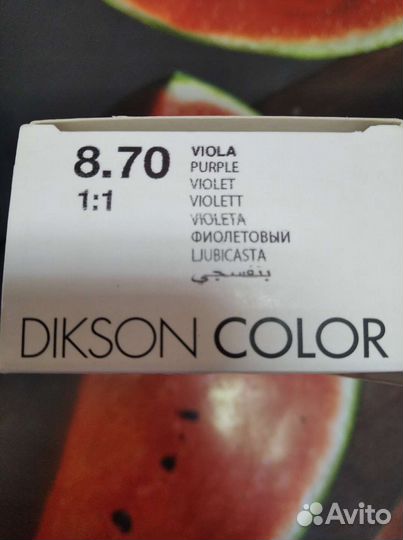 8.70
1:1
VIOLA
PURPLE
VIOLET
VIOLETT
VIOLETA
ФИОЛЕТОВЫЙ
LJUBICASTA
بنفسجي
DIKSON COLOR
Avito